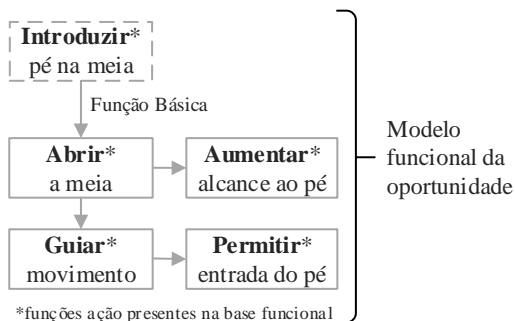 Introduzir*
pé na meia
Função Básica
Abrir*
a meia
Aumentar*
alcance ao pé
Guiar*
movimento
Permitir*
entrada do pé
*funções ação presentes na base funcional
Modelo
funcional da
oportunidade